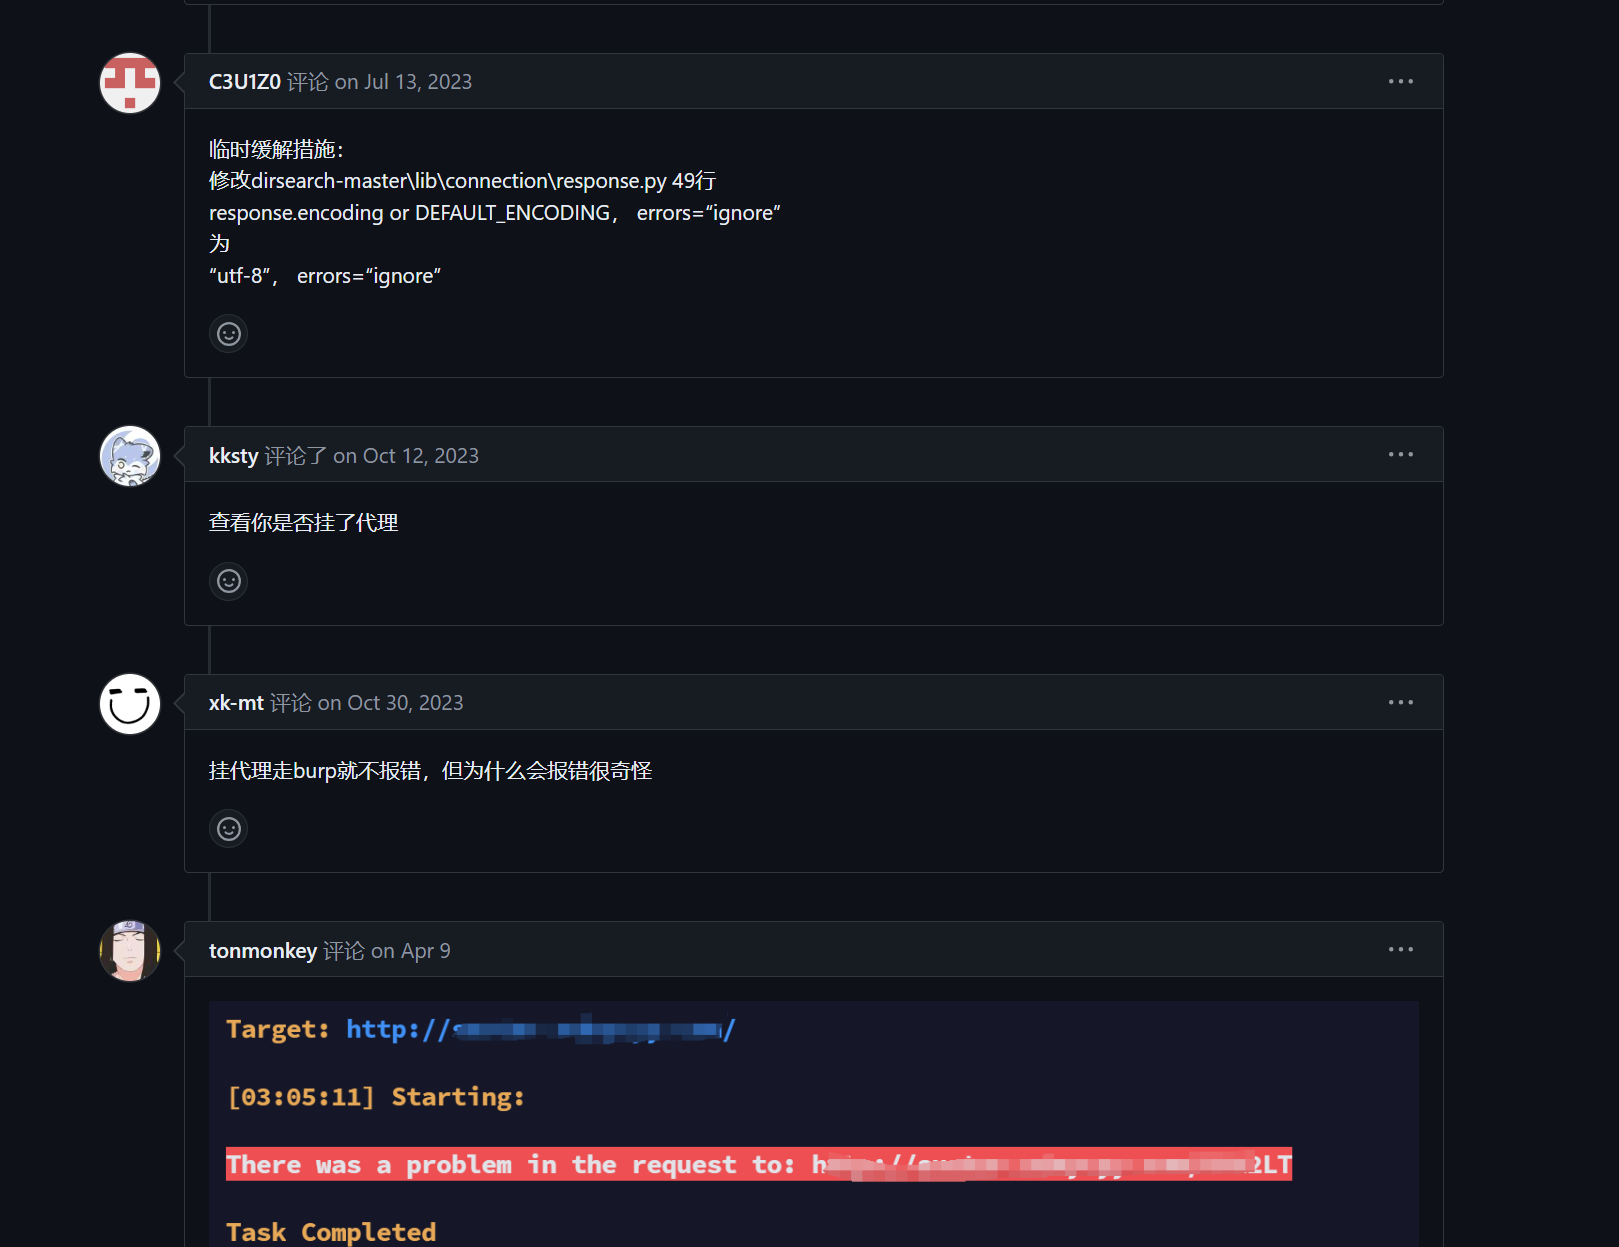 C3U1Z0 评论 on Jul 13, 2023
临时缓解措施：
修改dirsearch-master\lib\connection\response.py 49行
response.encoding or DEFAULT_ENCODING， errors=“ignore”
为
“utf-8”， errors=“ignore”
kksty 评论了 on Oct 12, 2023
查看你是否挂了代理
xk-mt 评论 on Oct 30, 2023
挂代理走burp就不报错，但为什么会报错很奇怪
tonmonkey 评论 on Apr 9
Target: http://
[03:05:11] Starting:
There was a problem in the request to:
Task Completed